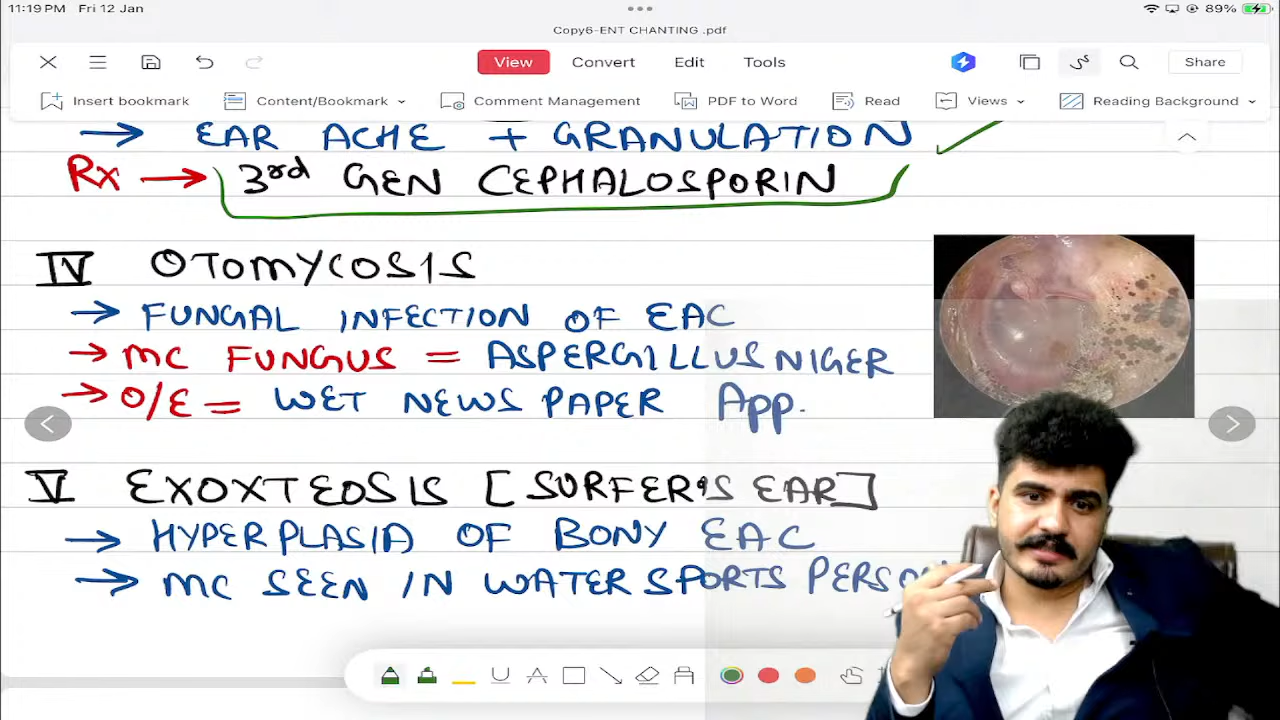 11:19 PM Fri 12 Jan
89%
Copy6-ENT CHANTING .pdf
View Convert Edit Tools Share
Insert bookmark Content/Bookmark Comment Management PDF to Word Read Views Reading Background
→ EAR ACHE + GRANULATION
Rx → 3rd GEN CEPHALOSPORIN
IV OTOMYCOSIS
→ FUNGAL INFECTION OF EAC
→ MC FUNGUS = ASPERGILLUS NIGER
→ O/E = WET NEWS PAPER App.
V EXOXTEOSIS [SURFER'S EAR]
→ HYPERPLASIA OF BONY EAC
→ MC SEEN IN WATER SPORTS PERSO